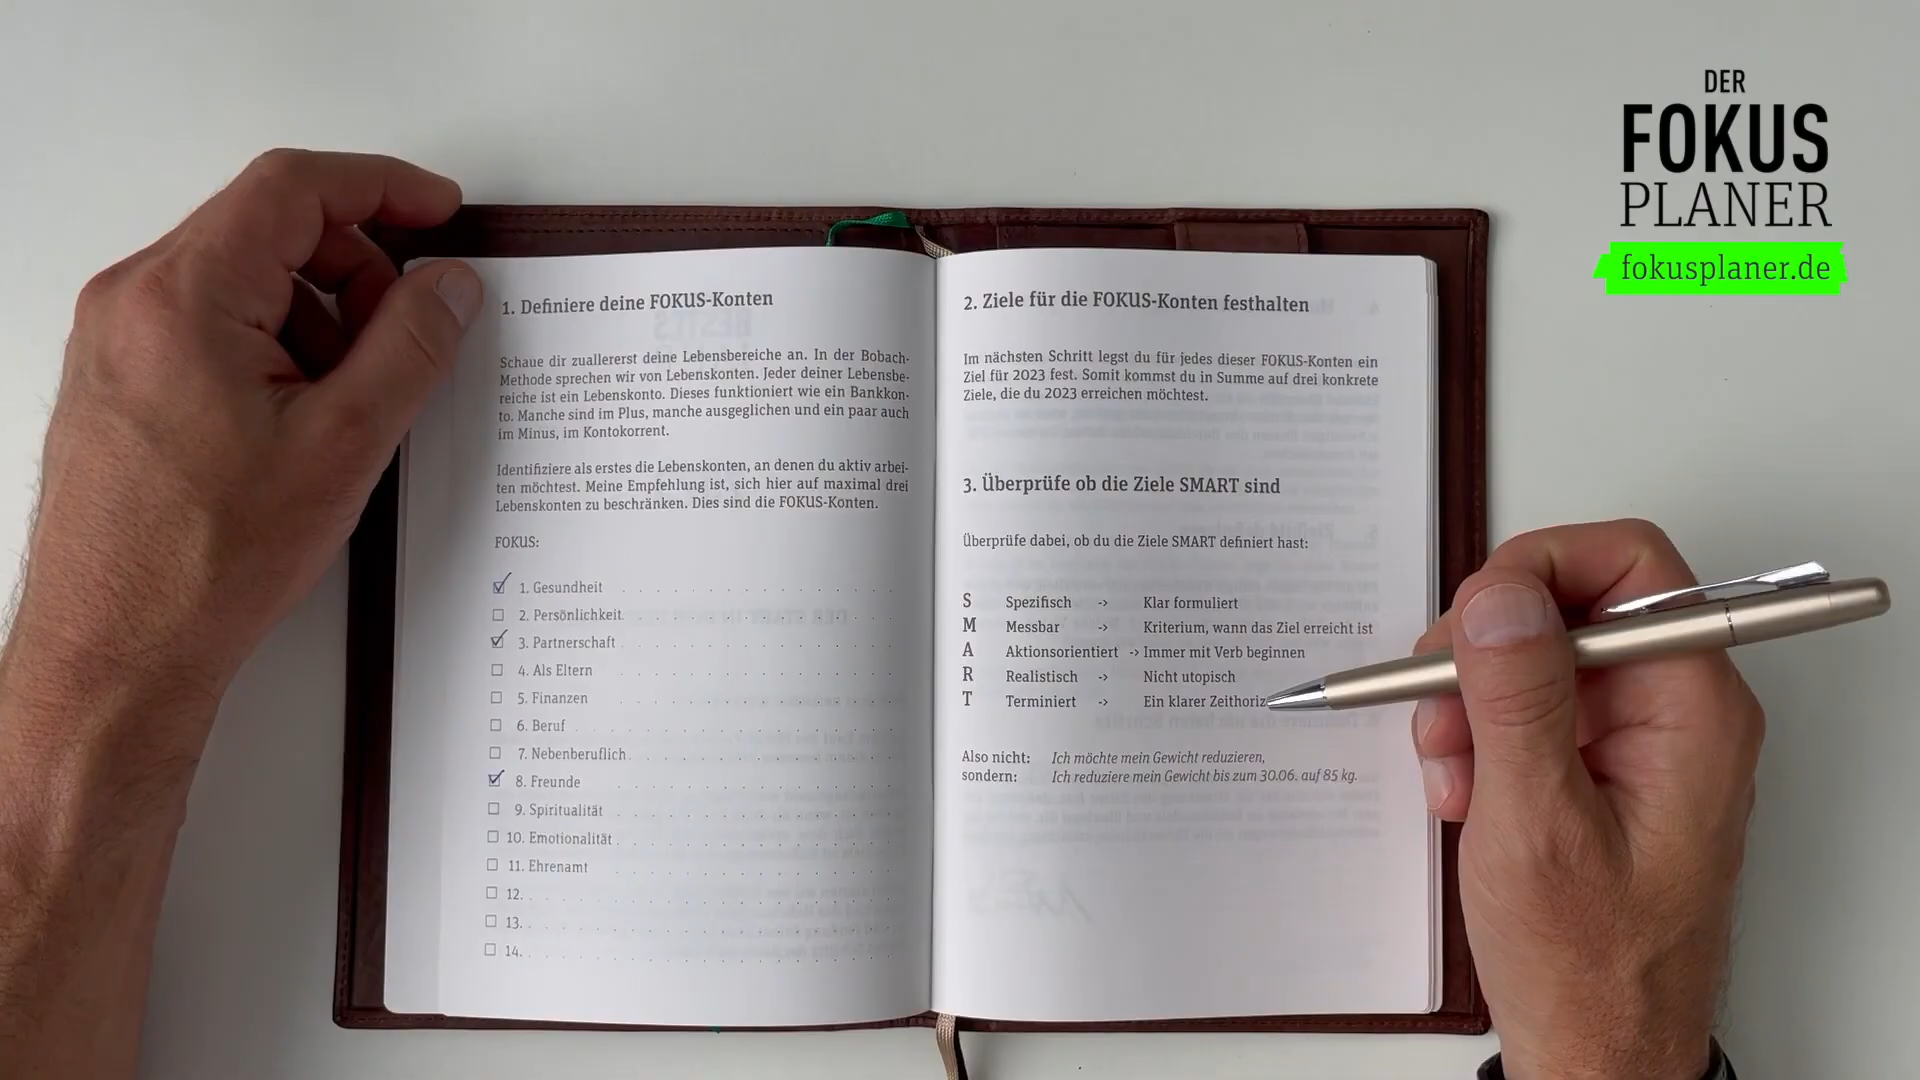 DER
FOKUS
PLANER
fokusplaner.de
1. Definiere deine FOKUS-Konten
Schaue dir zuallererst deine Lebensbereiche an. In der Bobach-
Methode sprechen wir von Lebenskonten. Jeder deiner Lebensbe-
reiche ist ein Lebenskonto. Dieses funktioniert wie ein Bankkon-
to. Manche sind im Plus, manche ausgeglichen und ein paar auch
im Minus, im Kontokorrent.
Identifiziere als erstes die Lebenskonten, an denen du aktiv arbei-
ten möchtest. Meine Empfehlung ist, sich hier auf maximal drei
Lebenskonten zu beschränken. Dies sind die FOKUS-Konten.
FOKUS:
1. Gesundheit
2. Persönlichkeit
3. Partnerschaft
4. Als Eltern
5. Finanzen
6. Beruf
7. Nebenberuflich
8. Freunde
9. Spiritualität
10. Emotionalität
11. Ehrenamt
12.
13.
14.
2. Ziele für die FOKUS-Konten festhalten
Im nächsten Schritt legst du für jedes dieser FOKUS-Konten ein
Ziel für 2023 fest. Somit kommst du in Summe auf drei konkrete
Ziele, die du 2023 erreichen möchtest.
3. Überprüfe ob die Ziele SMART sind
Überprüfe dabei, ob du die Ziele SMART definiert hast:
S Spezifisch -> Klar formuliert
M Messbar -> Kriterium, wann das Ziel erreicht ist
A Aktionsorientiert -> Immer mit Verb beginnen
R Realistisch -> Nicht utopisch
T Terminiert -> Ein klarer Zeithoriz
Also nicht: Ich möchte mein Gewicht reduzieren,
sondern: Ich reduziere mein Gewicht bis zum 30.06. auf 85 kg.